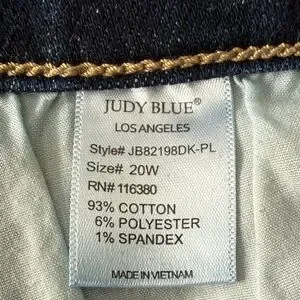 JUDY BLUE®
LOS ANGELES
Style# JB82198DK-PL
Size# 20W
RN# 116380
93% COTTON
6% POLYESTER
1% SPANDEX
MADE IN VIETNAM